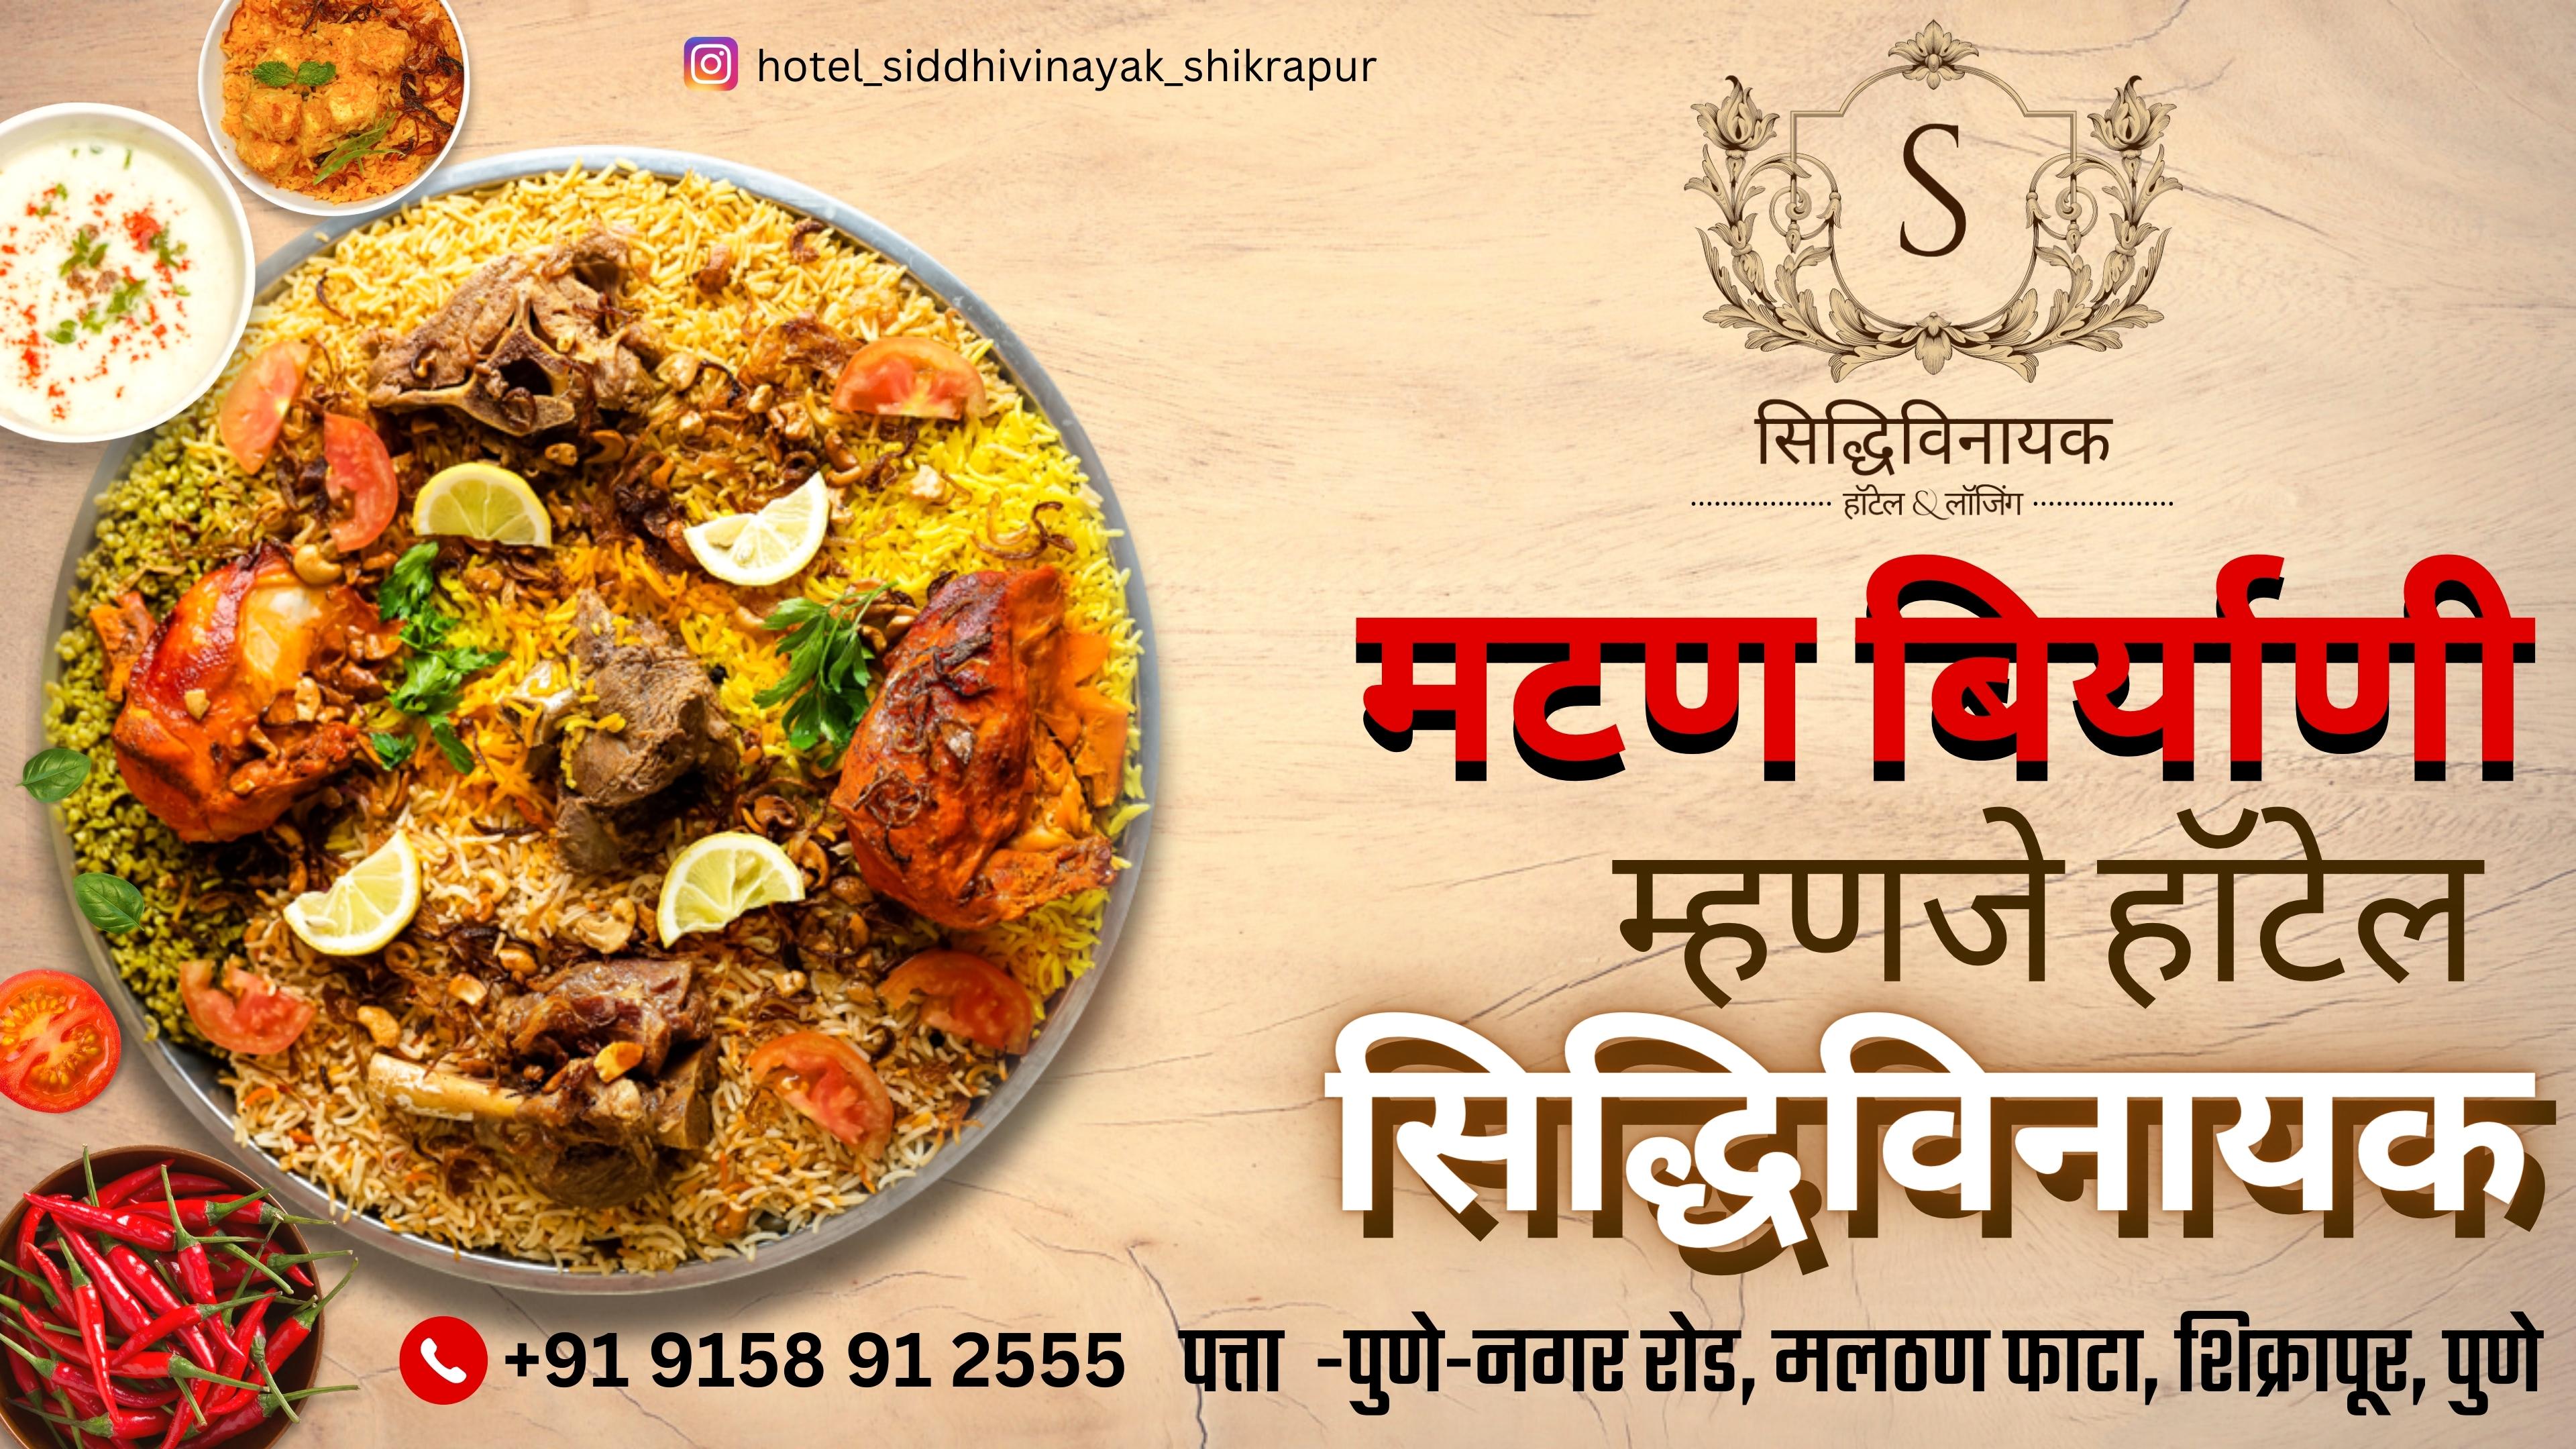 hotel_siddhivinayak_shikrapur
S
सिद्धिविनायक
हॉटेल & लॉजिंग
मटण बिर्याणी
म्हणजे हॉटेल
सिद्धिविनायक
+91 9158 91 2555 पत्ता -पुणे-नगर रोड, मलठण फाटा, शिक्रापूर, पुणे